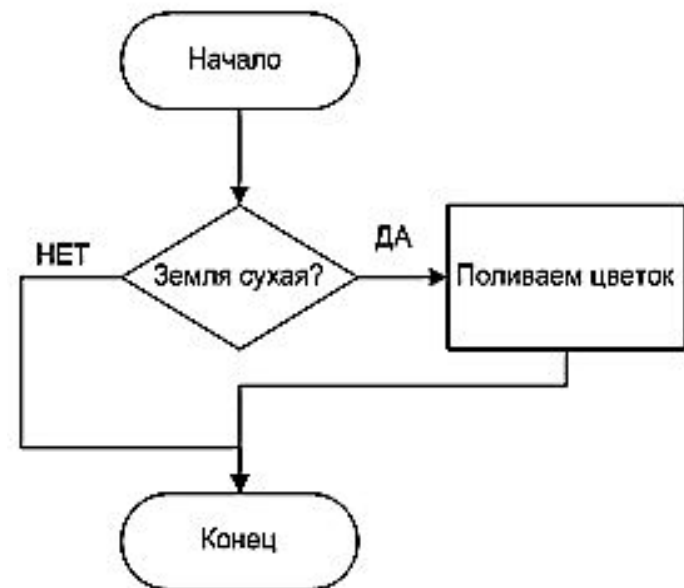 Начало
НЕТ
ДА
Земля сухая?
Поливаем цветок
Конец